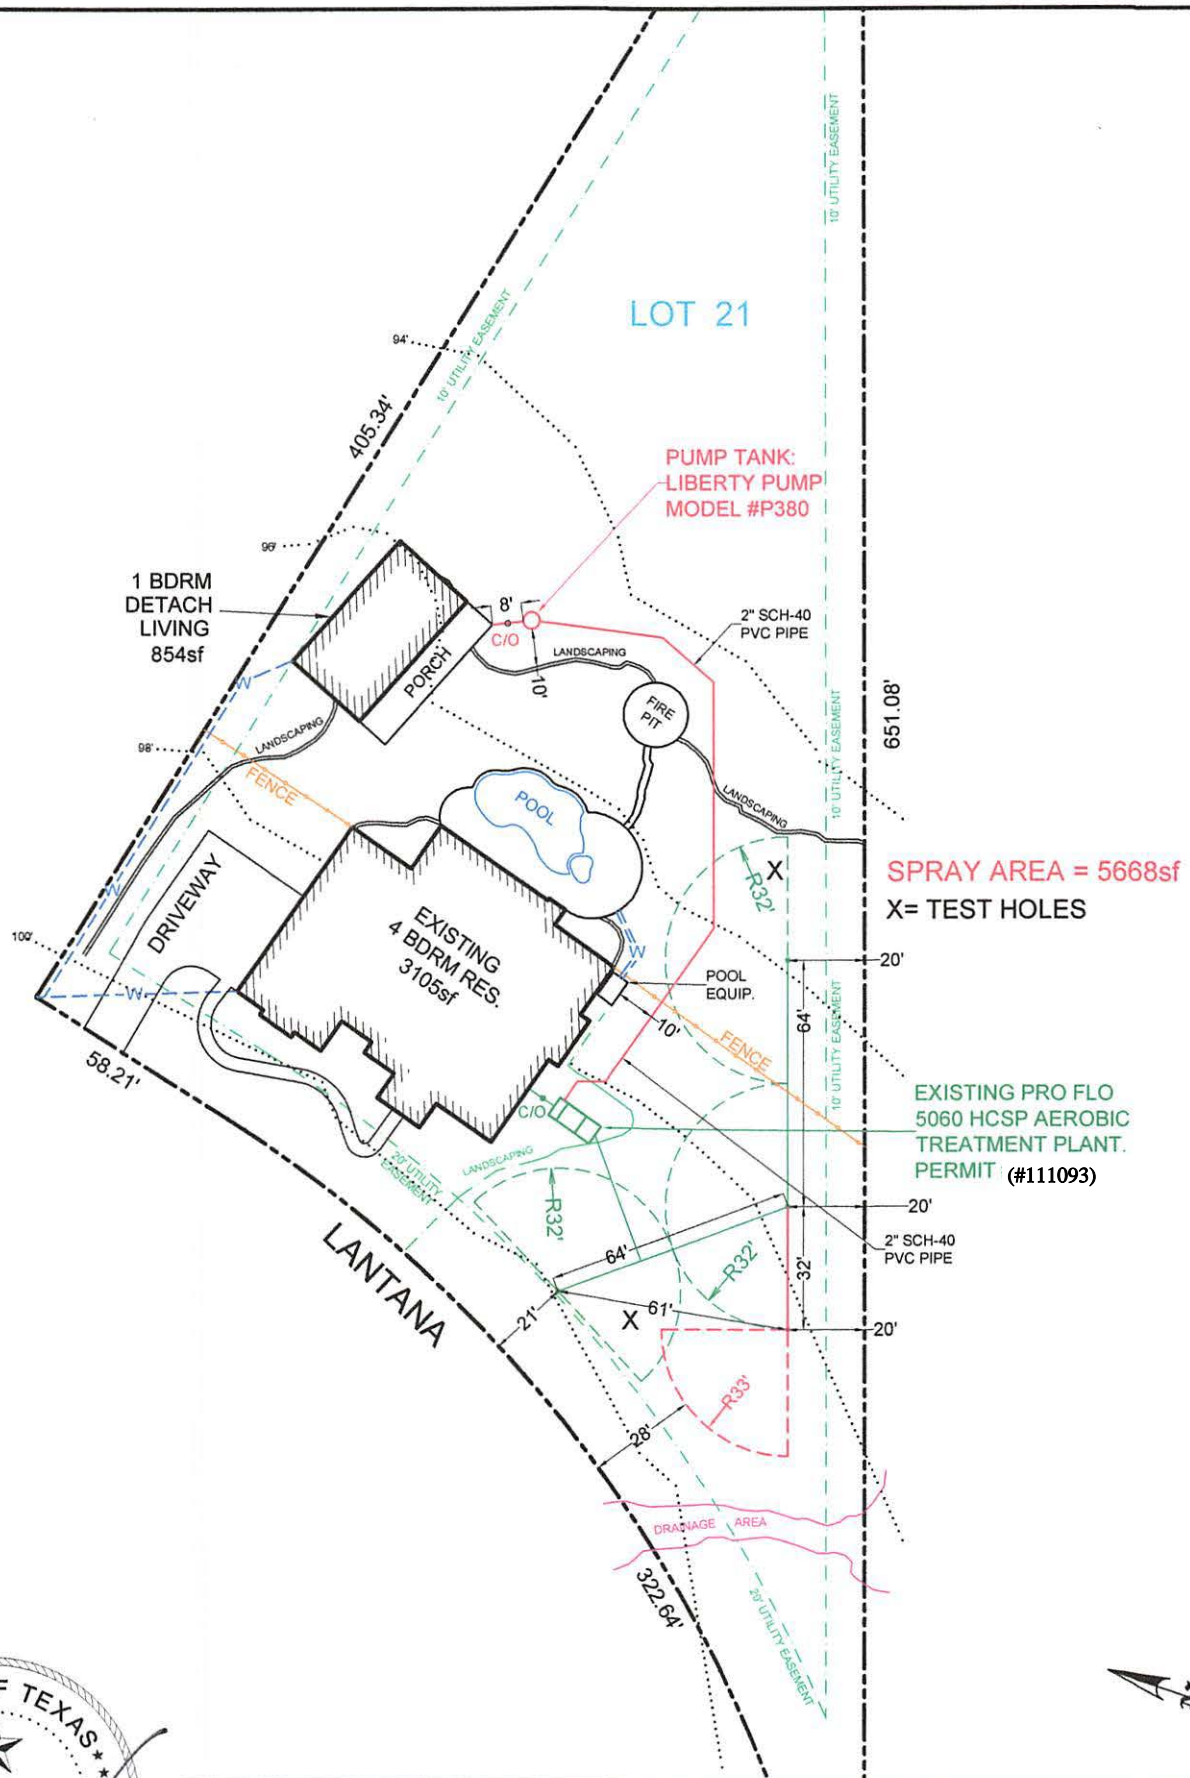 10' UTILITY EASEMENT
LOT 21
10' UTILITY EASEMENT
94'
405.34'
PUMP TANK:
LIBERTY PUMP
MODEL #P380
96'
1 BDRM
DETACH
LIVING
854sf
8'
C/O
2" SCH-40
PVC PIPE
LANDSCAPING
PORCH
10'
FIRE
PIT
651.08'
W
LANDSCAPING
98'
10' UTILITY EASEMENT
FENCE
POOL
LANDSCAPING
DRIVEWAY
R32'
X
SPRAY AREA = 5668sf
X= TEST HOLES
W
EXISTING
4 BDRM RES.
3105sf
100'
W
20'
POOL
EQUIP.
W
64'
10'
FENCE
10' UTILITY EASEMENT
58.21'
C/O
EXISTING PRO FLO
5060 HCSP AEROBIC
TREATMENT PLANT.
PERMIT (#111093)
LANDSCAPING
20' UTILITY
EASEMENT
R32'
20'
2" SCH-40
PVC PIPE
LANTANA
64'
R32'
32'
21'
X
61'
20'
R33'
28'
DRAINAGE AREA
322.64'
20' UTILITY EASEMENT
F TEXAS